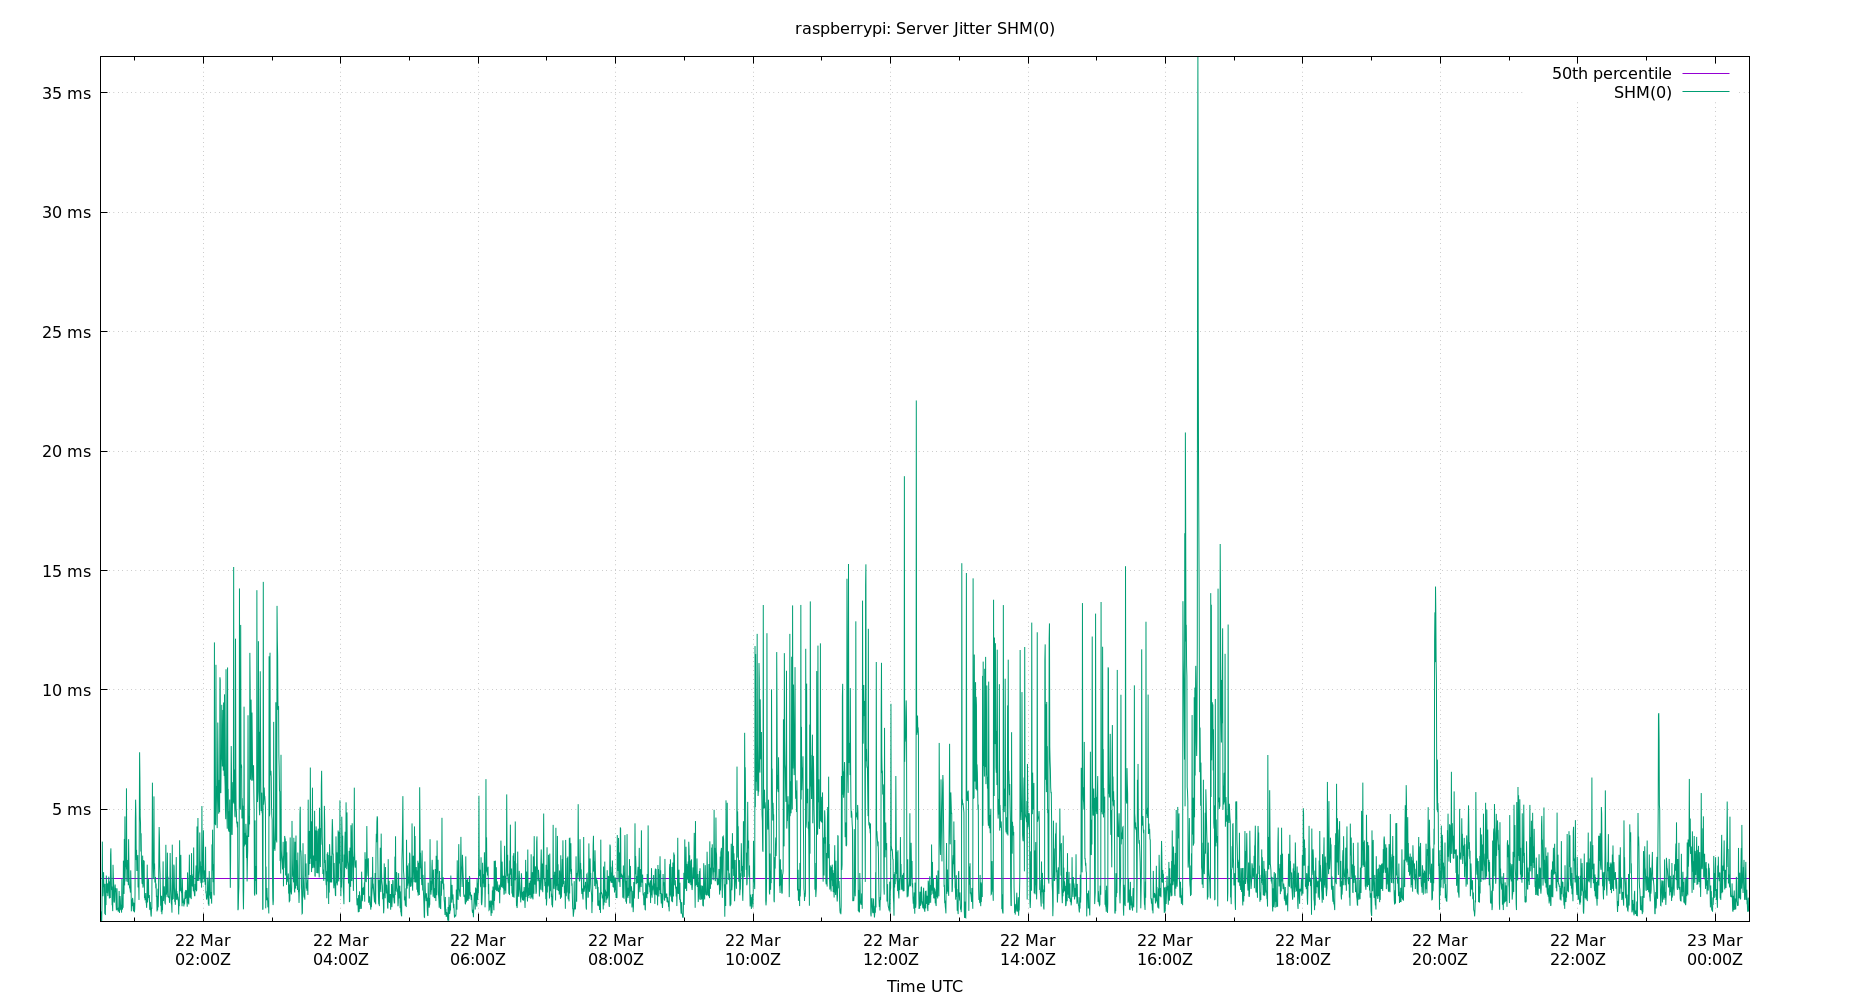 raspberrypi: Server Jitter SHM(0)
50th percentile
SHM(0)
35 ms
30 ms
25 ms
20 ms
15 ms
10 ms
5 ms
22 Mar 22 Mar 22 Mar 22 Mar 22 Mar 22 Mar 22 Mar 22 Mar 22 Mar 22 Mar 22 Mar 23 Mar
02:00Z 04:00Z 06:00Z 08:00Z 10:00Z 12:00Z 14:00Z 16:00Z 18:00Z 20:00Z 22:00Z 00:00Z
Time UTC